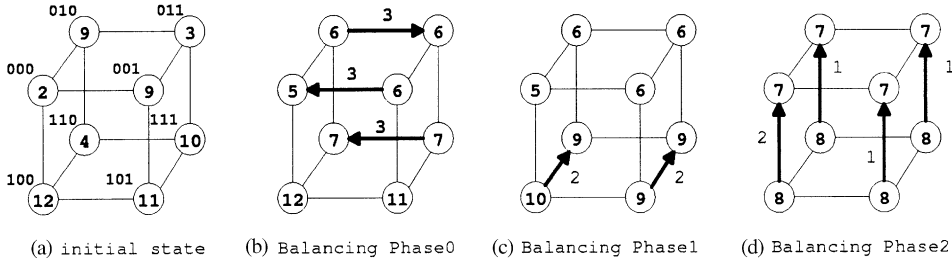 010 011 3 7 7
9 3 6 6 6 6 1 1
000 001 3 7 7
2 9 5 6 5 6
110 111 3 9 9 2 8 8
4 10 7 7 2 2 1
100 101
12 11 12 11 10 9 8 8
(a) initial state (b) Balancing Phase0 (c) Balancing Phase1 (d) Balancing Phase2